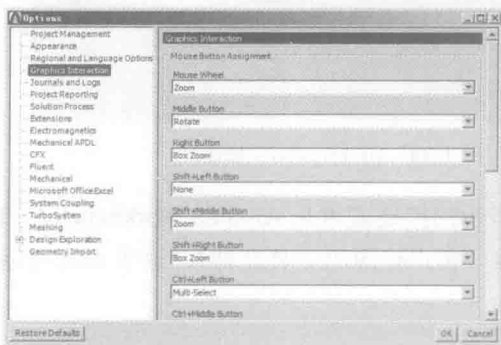 Options
Project Management
Appearance
Regional and Language Options
Graphics Interaction
Journals and Logs
Project Reporting
Solution Process
Extensions
Electromagnetics
Mechanical APDL
CFX
Fluent
Mechanical
Microsoft Office Excel
System Coupling
TurboSystem
Meshing
Design Exploration
Geometry Import
Graphics Interaction
Mouse Button Assignment
Mouse Wheel
Zoom
Middle Button
Rotate
Right Button
Box Zoom
Shift+Left Button
None
Shift+Middle Button
Zoom
Shift+Right Button
Box Zoom
Ctrl+Left Button
Multi-Select
Ctrl+Middle Button
Restore Defaults
OK
Cancel